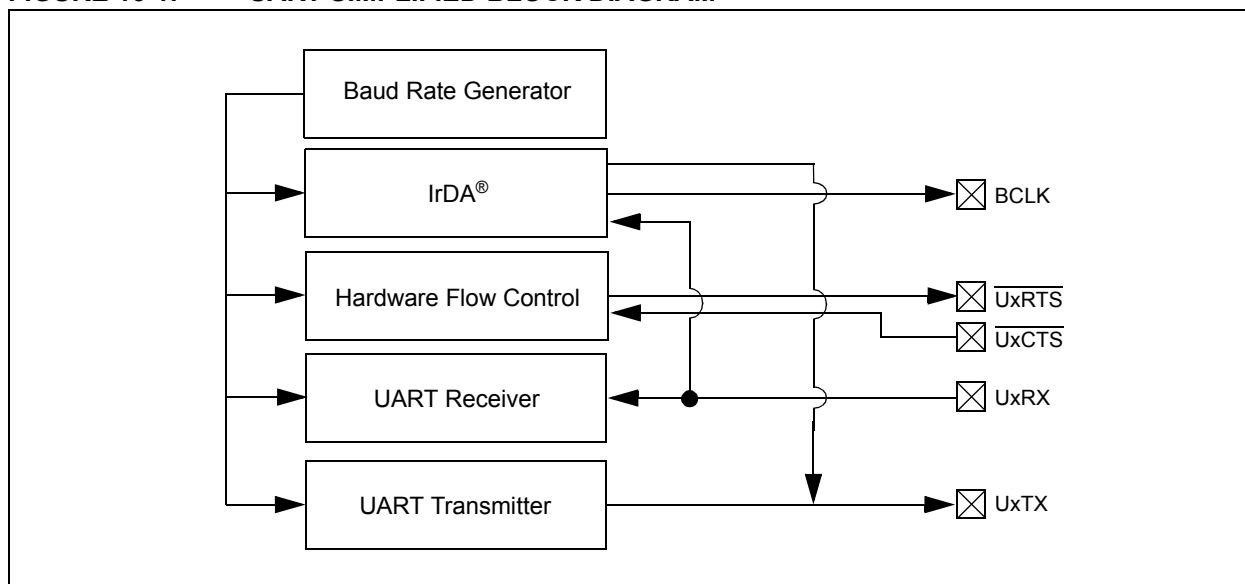 Baud Rate Generator
IrDA®
BCLK
Hardware Flow Control
UxRTS
UxCTS
UART Receiver
UxRX
UART Transmitter
UxTX